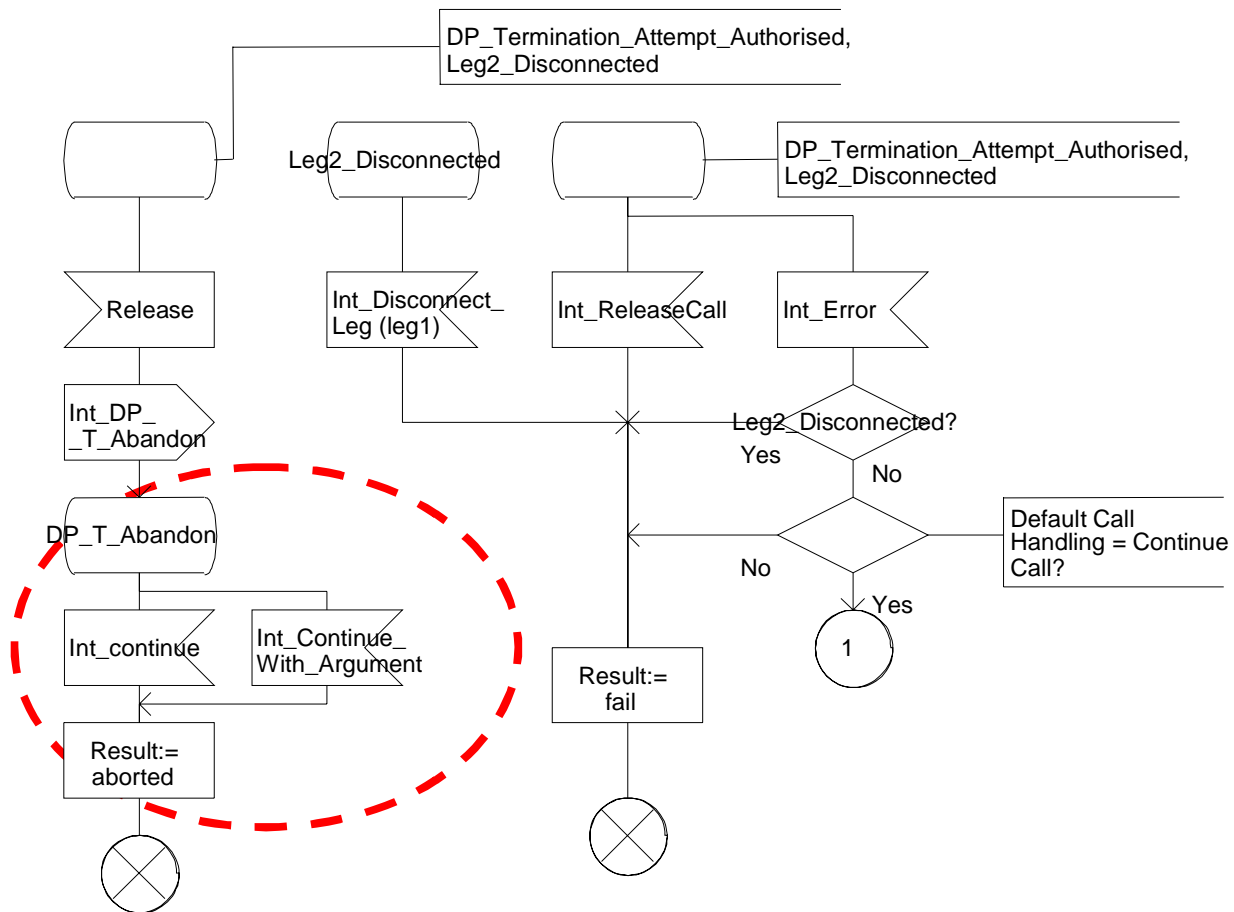 DP_Termination_Attempt_Authorised,
Leg2_Disconnected
Leg2_Disconnected
DP_Termination_Attempt_Authorised,
Leg2_Disconnected
Release
Int_Disconnect_
Leg (leg1)
Int_ReleaseCall
Int_Error
Int_DP_
_T_Abandon
Leg2_Disconnected?
Yes
No
DP_T_Abandon
Default Call
Handling = Continue
Call?
No
Yes
Int_continue
Int_Continue_
With_Argument
1
Result:=
fail
Result:=
aborted